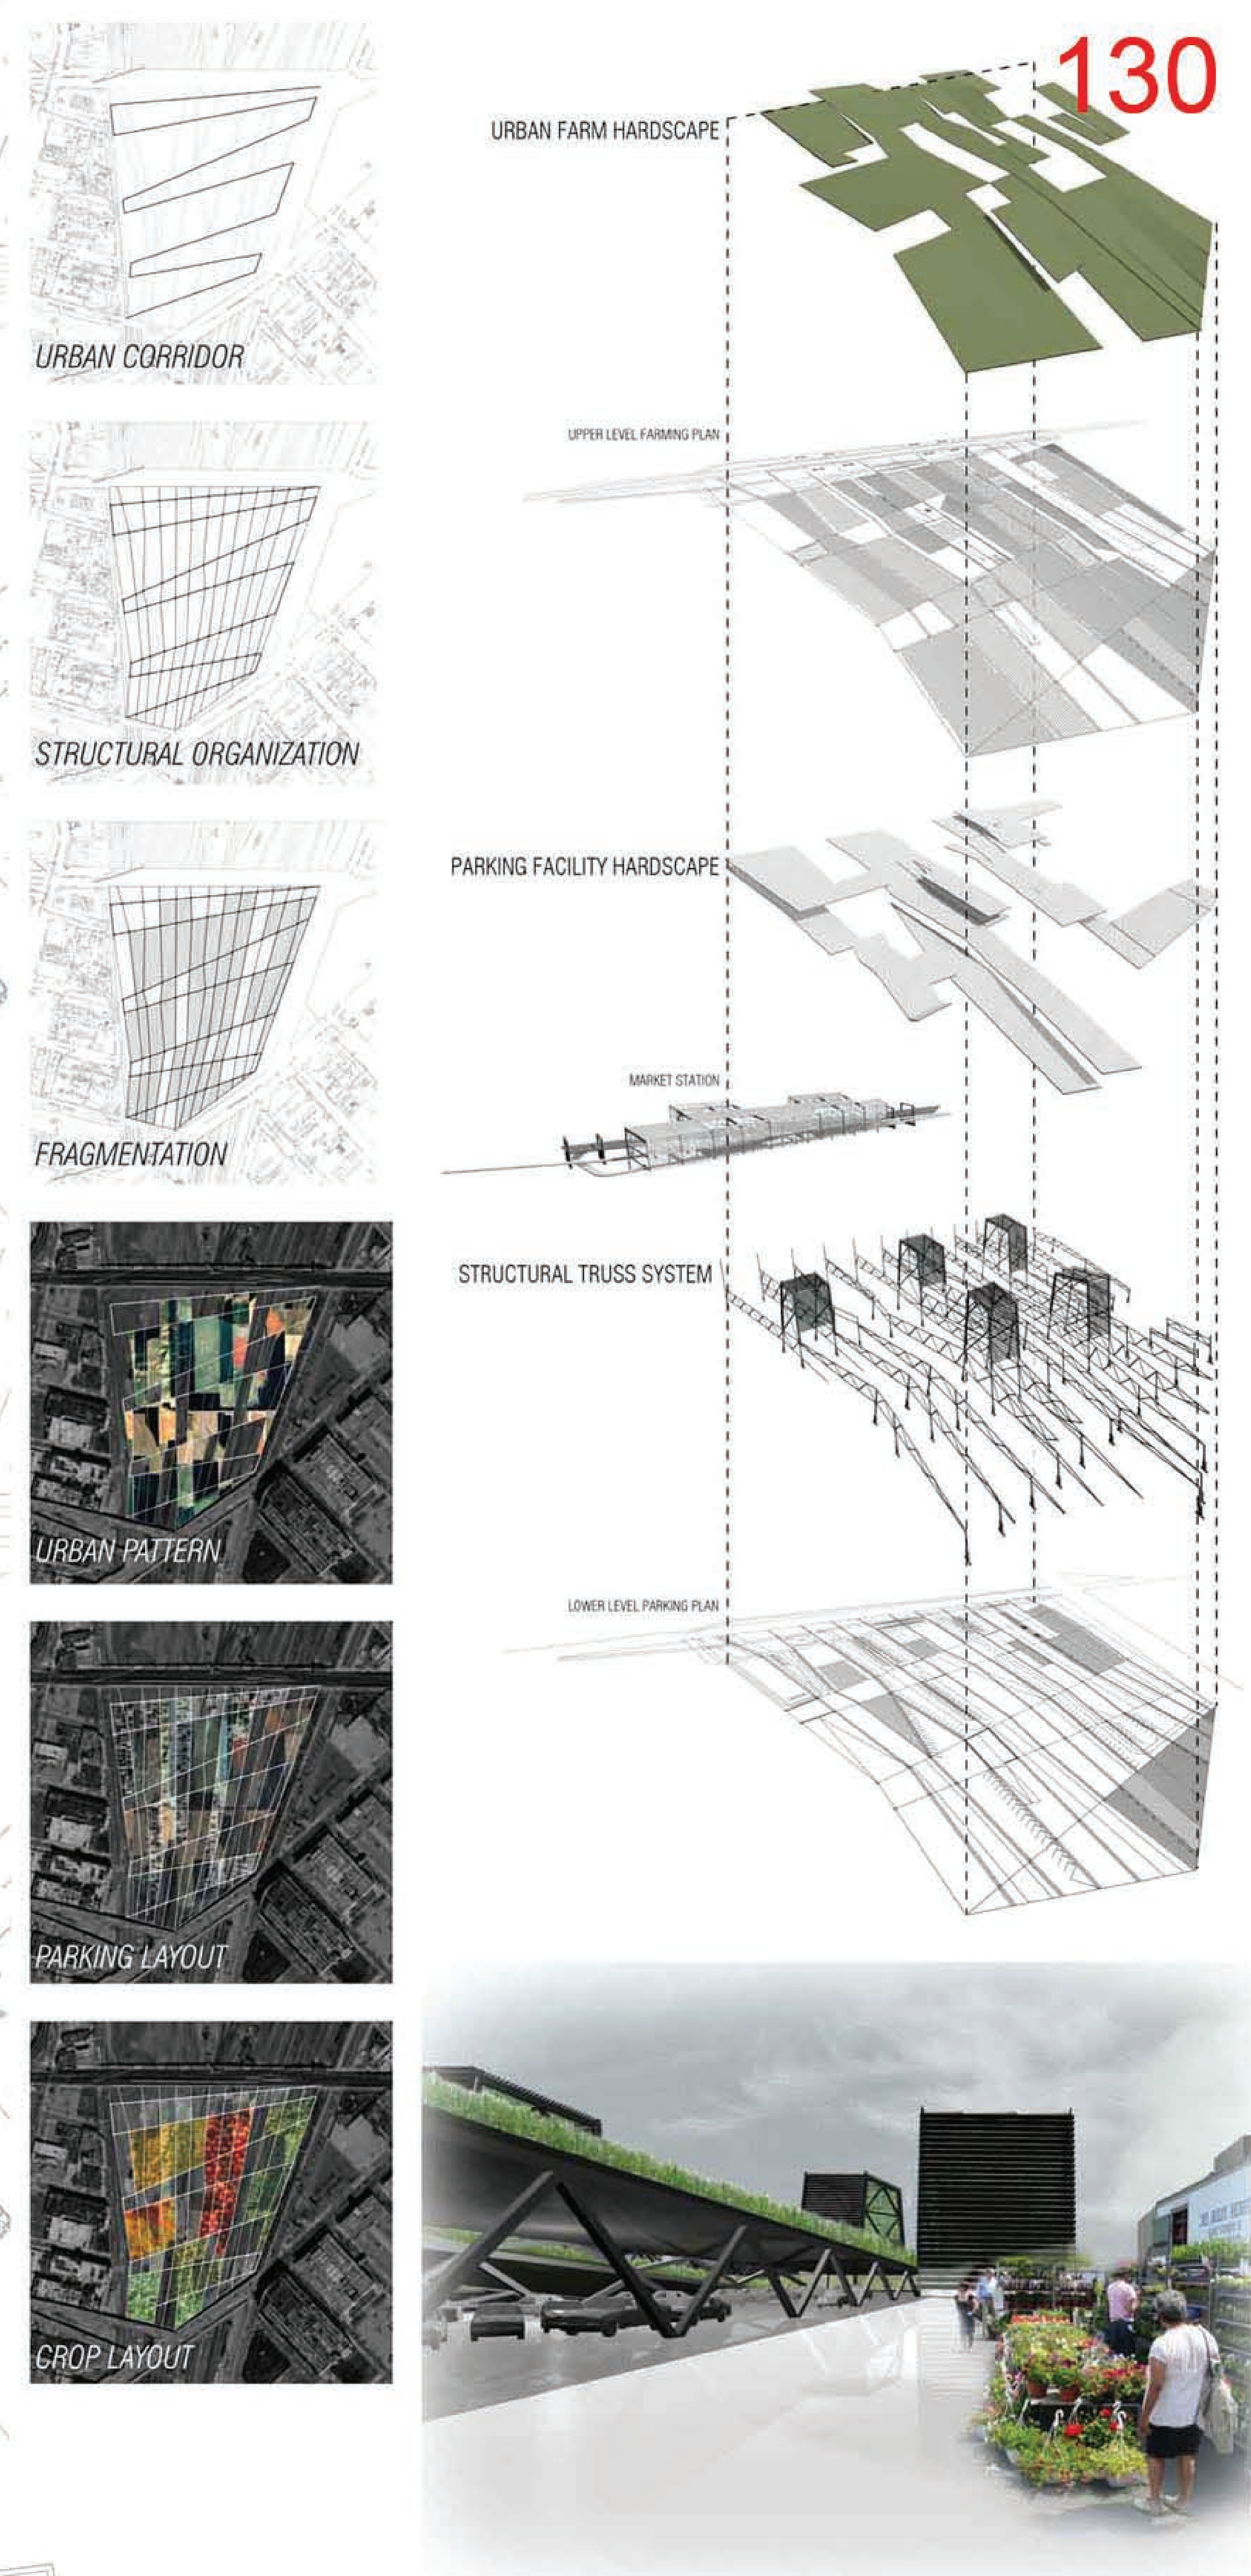 130
URBAN FARM HARDSCAPE
URBAN CORRIDOR
UPPER LEVEL FARMING PLAN
STRUCTURAL ORGANIZATION
PARKING FACILITY HARDSCAPE
MARKET STATION
FRAGMENTATION
STRUCTURAL TRUSS SYSTEM
URBAN PATTERN
LOWER LEVEL PARKING PLAN
PARKING LAYOUT
CROP LAYOUT